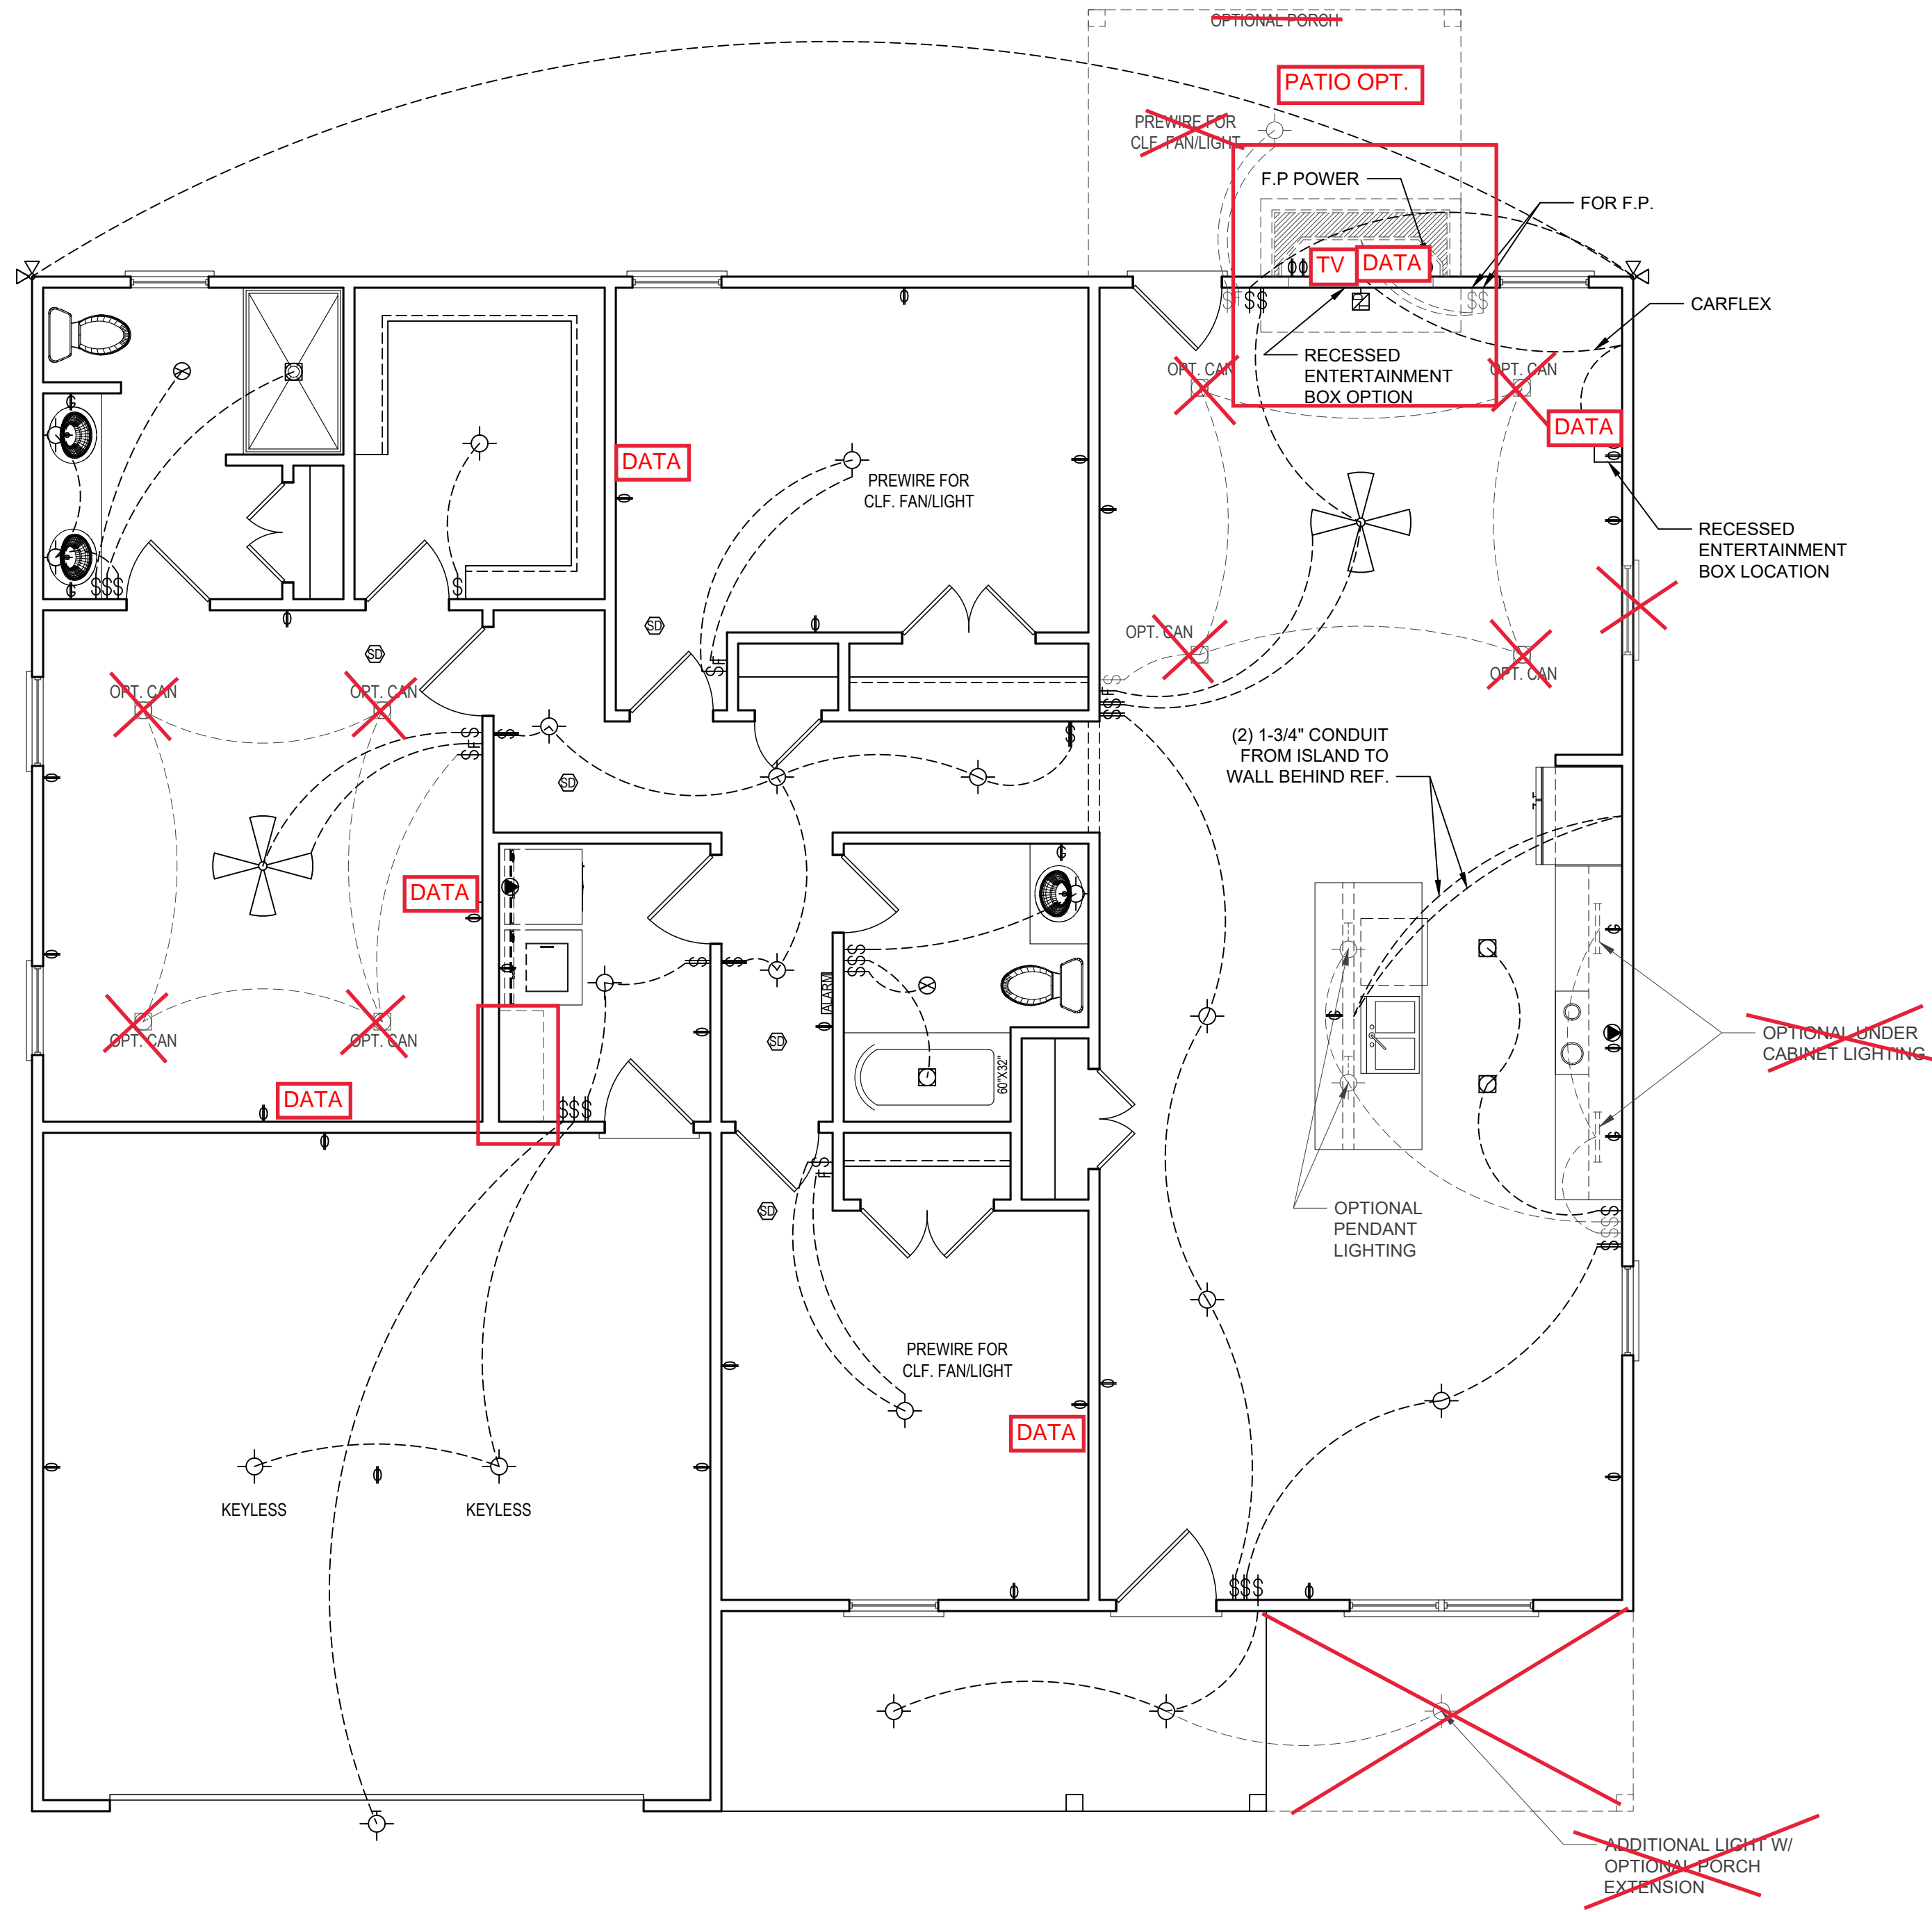 OPTIONAL PORCH
PATIO OPT.
PREWIRE FOR
CLF. FAN/LIGHT
F.P POWER
FOR F.P.
TV
DATA
CARFLEX
RECESSED
ENTERTAINMENT
BOX OPTION
OPT. CAN
OPT. CAN
DATA
DATA
PREWIRE FOR
CLF. FAN/LIGHT
RECESSED
ENTERTAINMENT
BOX LOCATION
G
G
$$$
$
SD
SD
OPT. CAN
OPT. CAN
OPT. CAN
OPT. CAN
(2) 1-3/4" CONDUIT
FROM ISLAND TO
WALL BEHIND REF.
SD
DATA
ALARM
SD
60"X32"
OPT. CAN
OPT. CAN
OPTIONAL UNDER
CABINET LIGHTING
DATA
$$$
SD
OPTIONAL
PENDANT
LIGHTING
PREWIRE FOR
CLF. FAN/LIGHT
DATA
KEYLESS
KEYLESS
$$$
ADDITIONAL LIGHT W/
OPTIONAL PORCH
EXTENSION